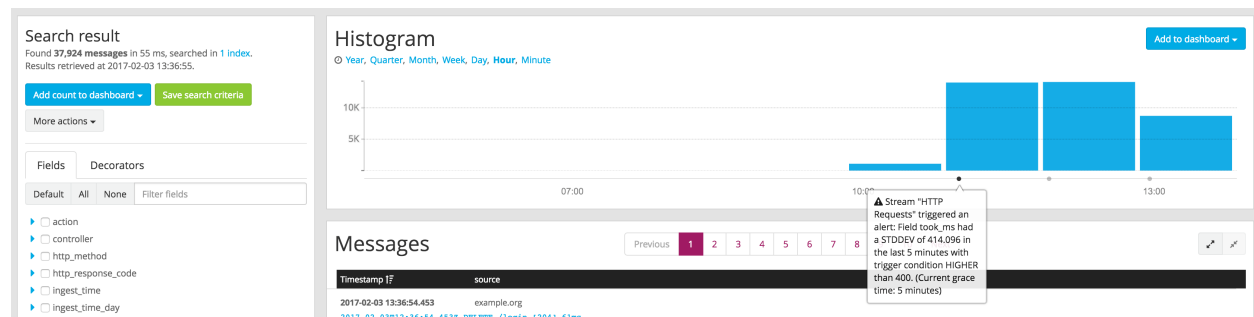 Search result
Found 37,924 messages in 55 ms, searched in 1 index.
Results retrieved at 2017-02-03 13:36:55.
Add count to dashboard
Save search criteria
More actions
Fields
Decorators
Default
All
None
Filter fields
action
controller
http_method
http_response_code
ingest_time
ingest_time_day
Histogram
Add to dashboard
Year, Quarter, Month, Week, Day, Hour, Minute
10K
5K
07:00
10:00
13:00
Stream "HTTP
Requests" triggered an
alert: Field took_ms had
a STDDEV of 414.096 in
the last 5 minutes with
trigger condition HIGHER
than 400. (Current grace
time: 5 minutes)
Messages
Previous 1 2 3 4 5 6 7 8
Timestamp
source
2017-02-03 13:36:54.453
example.org